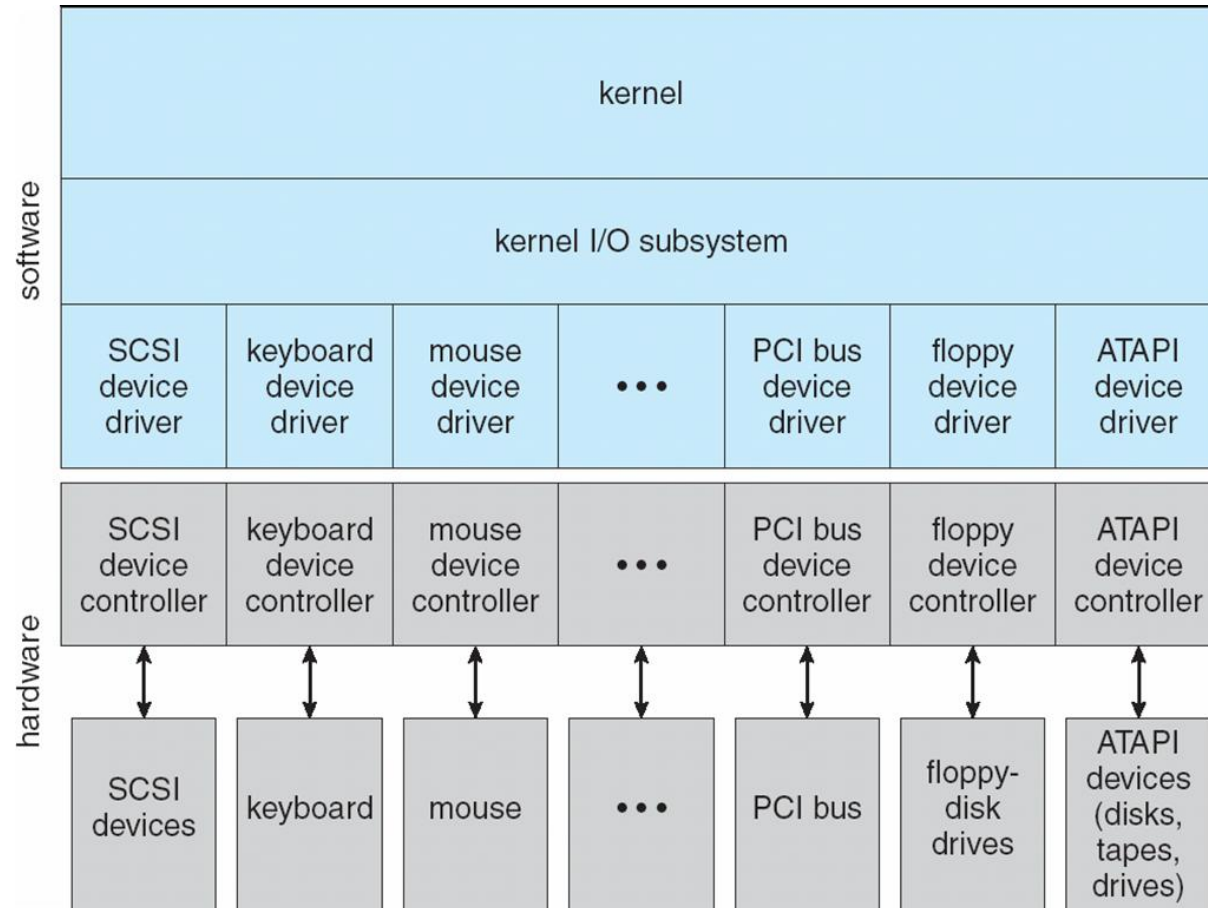 software
kernel
kernel I/O subsystem
SCSI
device
driver
keyboard
device
driver
mouse
device
driver
•••
PCI bus
device
driver
floppy
device
driver
ATAPI
device
driver
hardware
SCSI
device
controller
keyboard
device
controller
mouse
device
controller
•••
PCI bus
device
controller
floppy
device
controller
ATAPI
device
controller
SCSI
devices
keyboard
mouse
•••
PCI bus
floppy-
disk
drives
ATAPI
devices
(disks,
tapes,
drives)